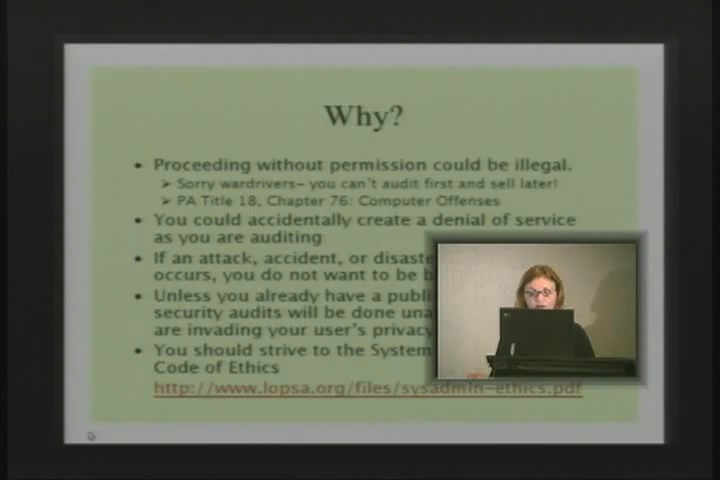 Why?
• Proceeding without permission could be illegal.
➢ Sorry wardrivers- you can't audit first and sell later!
➢ PA Title 18, Chapter 76: Computer Offenses
• You could accidentally create a denial of service
as you are auditing
• If an attack, accident, or
occurs, you do not want to be
• Unless you already have a
security audits will be done
are invading your user's privacy
• You should strive to the System
Code of Ethics
http://www.lopsa.org/files/sysadmin-ethics.pdf